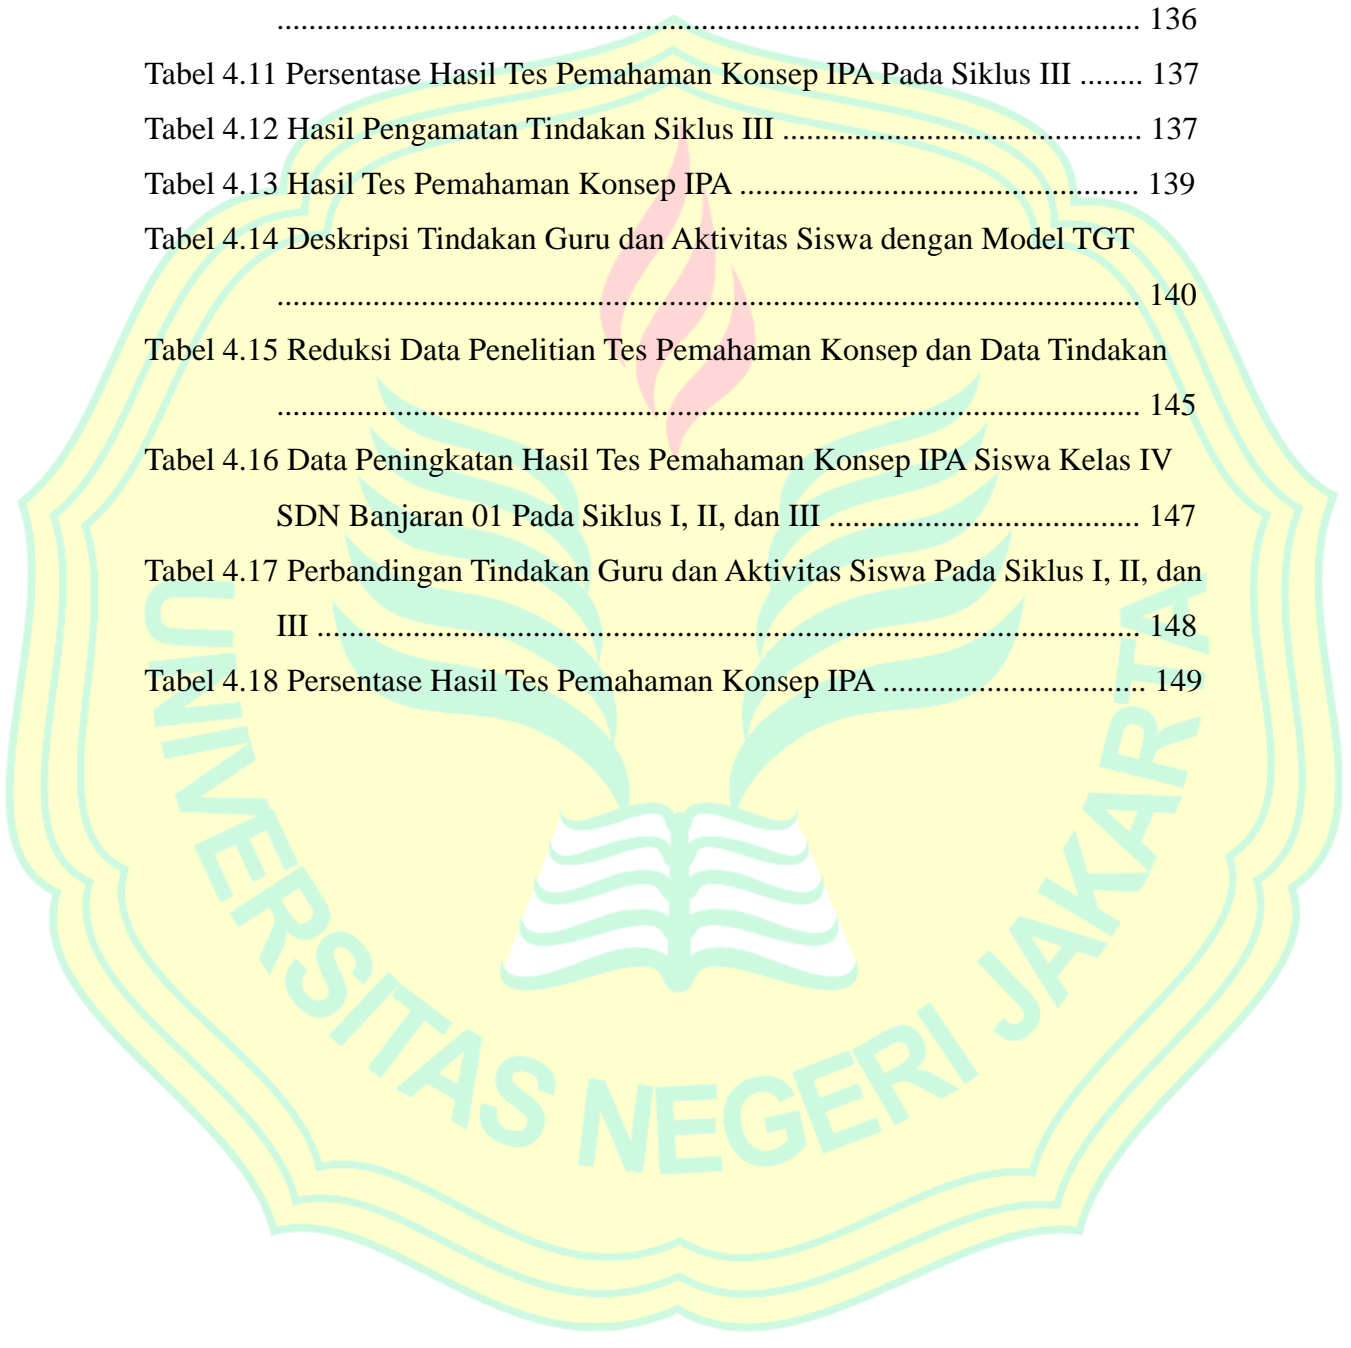 ............................................................................................................. 136
Tabel 4.11 Persentase Hasil Tes Pemahaman Konsep IPA Pada Siklus III ........ 137
Tabel 4.12 Hasil Pengamatan Tindakan Siklus III ............................................. 137
Tabel 4.13 Hasil Tes Pemahaman Konsep IPA .................................................. 139
Tabel 4.14 Deskripsi Tindakan Guru dan Aktivitas Siswa dengan Model TGT
............................................................................................................. 140
Tabel 4.15 Reduksi Data Penelitian Tes Pemahaman Konsep dan Data Tindakan
............................................................................................................. 145
Tabel 4.16 Data Peningkatan Hasil Tes Pemahaman Konsep IPA Siswa Kelas IV
SDN Banjaran 01 Pada Siklus I, II, dan III ....................................... 147
Tabel 4.17 Perbandingan Tindakan Guru dan Aktivitas Siswa Pada Siklus I, II, dan
III ........................................................................................................ 148
Tabel 4.18 Persentase Hasil Tes Pemahaman Konsep IPA ................................. 149
UNIVERSITAS NEGERI JAKARTA